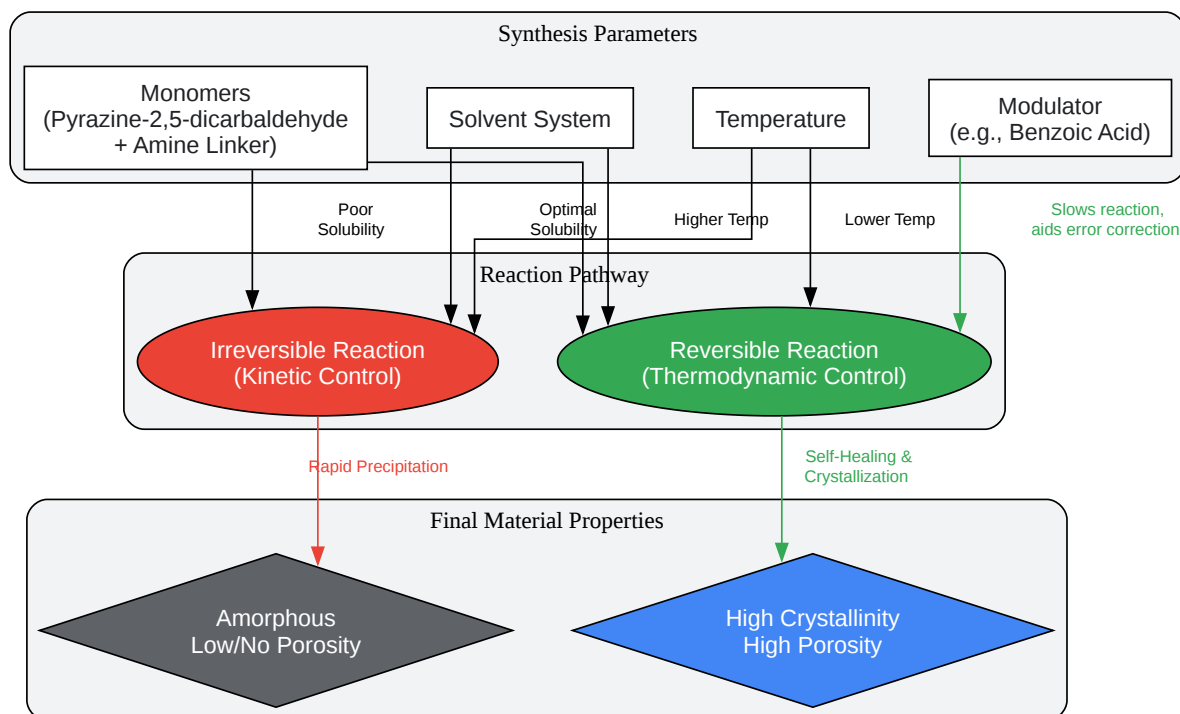 Synthesis Parameters
Monomers
(Pyrazine-2,5-dicarbaldehyde
+ Amine Linker)
Solvent System
Temperature
Modulator
(e.g., Benzoic Acid)
Poor
Solubility
Optimal
Solubility
Higher Temp
Lower Temp
Slows reaction,
aids error correction
Reaction Pathway
Irreversible Reaction
(Kinetic Control)
Reversible Reaction
(Thermodynamic Control)
Rapid Precipitation
Self-Healing &
Crystallization
Final Material Properties
Amorphous
Low/No Porosity
High Crystallinity
High Porosity